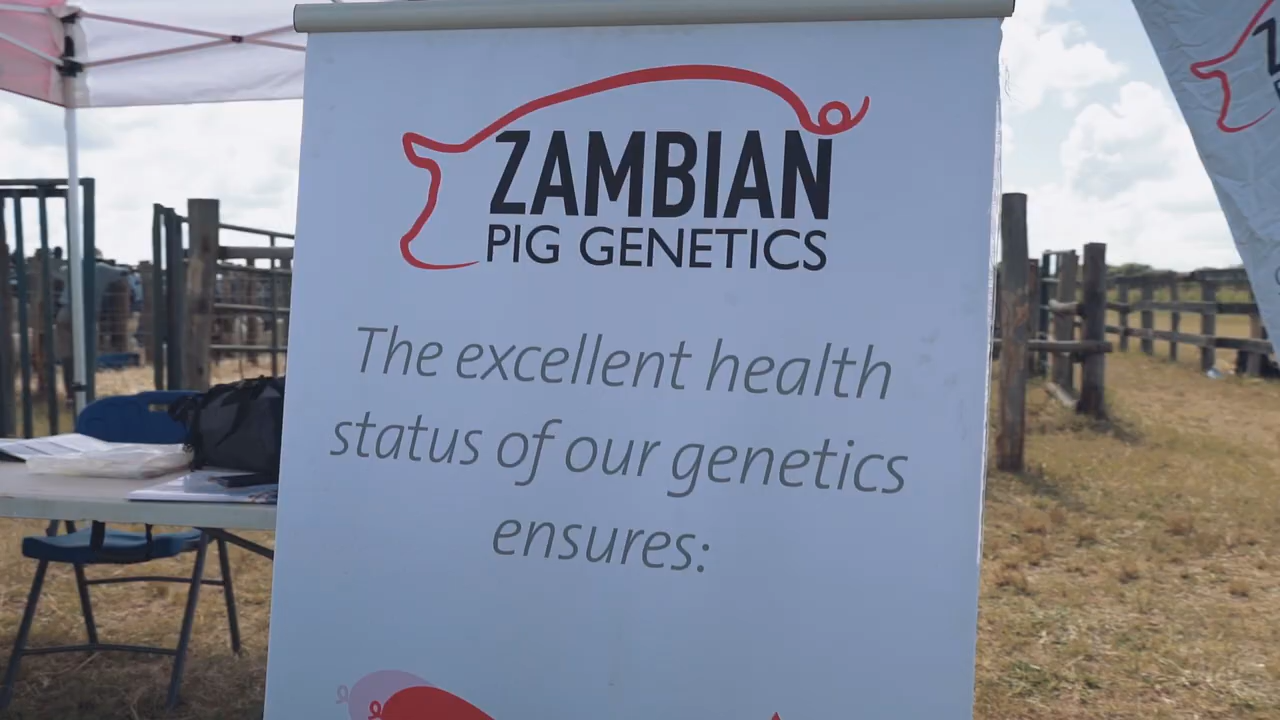 ZAMBIAN
PIG GENETICS
The excellent health
status of our genetics
ensures: